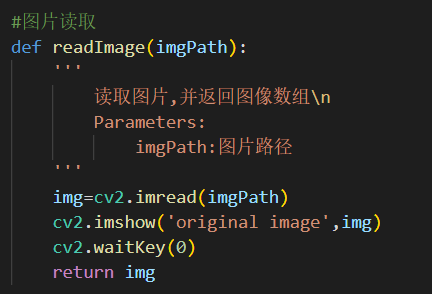 #图片读取
def readImage(imgPath):
    '''
        读取图片,并返回图像数组\n
        Parameters:
            imgPath:图片路径
    '''
    img=cv2.imread(imgPath)
    cv2.imshow('original image',img)
    cv2.waitKey(0)
    return img